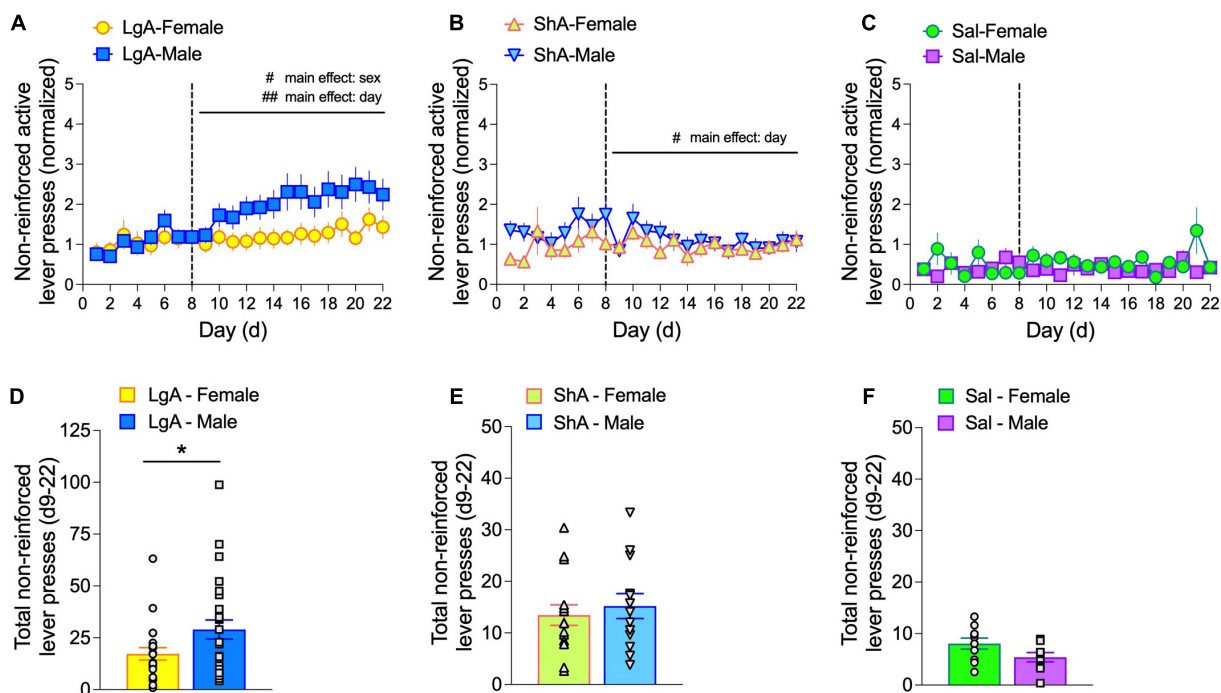 A
LgA-Female
LgA-Male
Non-reinforced active
lever presses (normalized)
5
4
3
2
1
0
# main effect: sex
## main effect: day
0 2 4 6 8 10 12 14 16 18 20 22
Day (d)
B
ShA-Female
ShA-Male
Non-reinforced active
lever presses (normalized)
5
4
3
2
1
0
# main effect: day
0 2 4 6 8 10 12 14 16 18 20 22
Day (d)
C
Sal-Female
Sal-Male
Non-reinforced active
lever presses (normalized)
5
4
3
2
1
0
0 2 4 6 8 10 12 14 16 18 20 22
Day (d)
D
LgA - Female
LgA - Male
Total non-reinforced
lever presses (d9-22)
125
100
75
50
25
0
*
E
ShA - Female
ShA - Male
Total non-reinforced
lever presses (d9-22)
50
40
30
20
10
0
F
Sal - Female
Sal - Male
Total non-reinforced
lever presses (d9-22)
50
40
30
20
10
0